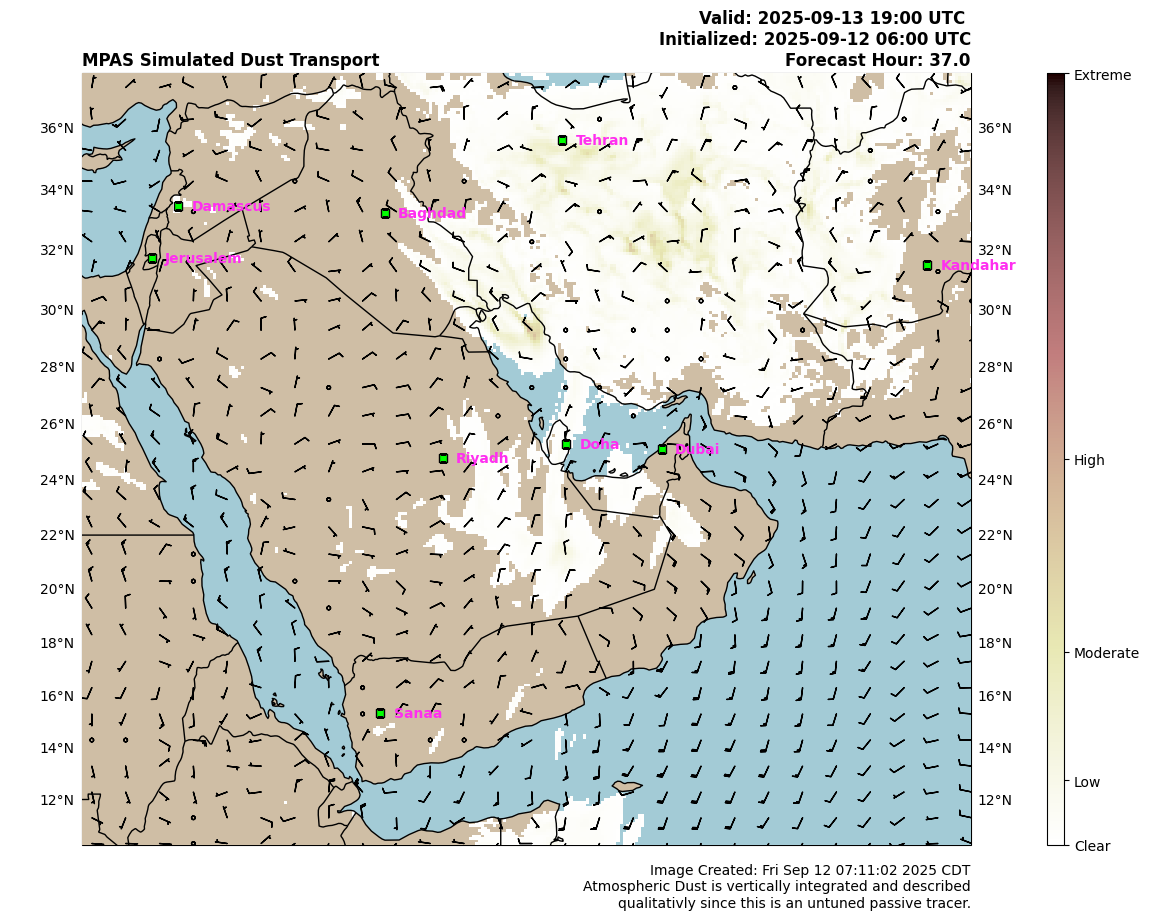 Valid: 2025-09-13 19:00 UTC
Initialized: 2025-09-12 06:00 UTC
MPAS Simulated Dust Transport
Forecast Hour: 37.0
Extreme
36°N
36°N
Tehran
34°N
34°N
Damascus
Baghdad
32°N
32°N
Jerusalem
Kandahar
30°N
30°N
28°N
28°N
26°N
26°N
Doha
Dubai
Riyadh
High
24°N
24°N
22°N
22°N
20°N
20°N
18°N
18°N
Moderate
16°N
16°N
Sanaa
14°N
14°N
12°N
12°N
Low
Clear
Image Created: Fri Sep 12 07:11:02 2025 CDT
Atmospheric Dust is vertically integrated and described
qualitativly since this is an untuned passive tracer.